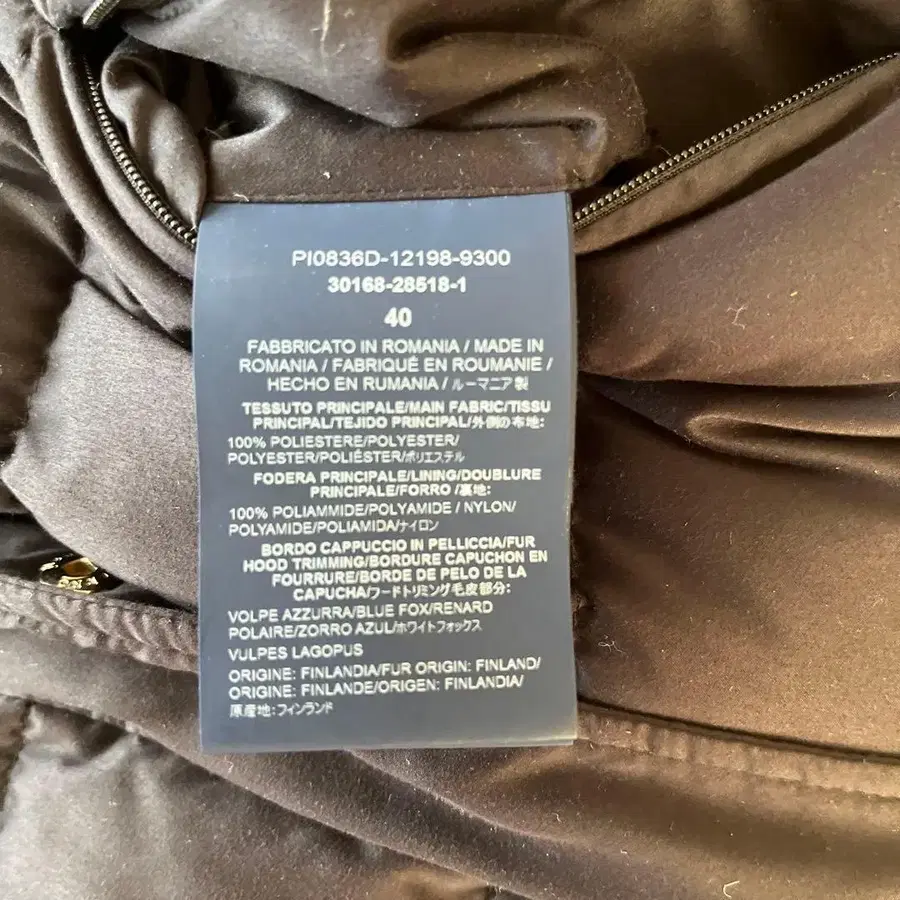 PI0836D-12198-9300
30168-28518-1
40
FABBRICATO IN ROMANIA / MADE IN
ROMANIA / FABRIQUÉ EN ROUMANIE /
HECHO EN RUMANIA / ルーマニア製
TESSUTO PRINCIPALE/MAIN FABRIC/TISSU
PRINCIPAL/TEJIDO PRINCIPAL/外側の布地:
100% POLIESTERE/POLYESTER/
POLYESTER/POLIÉSTER/ポリエステル
FODERA PRINCIPALE/LINING/DOUBLURE
PRINCIPALE/FORRO /裏地:
100% POLIAMMIDE/POLYAMIDE / NYLON/
POLYAMIDE/POLIAMIDA/ナイロン
BORDO CAPPUCCIO IN PELLICCIA/FUR
HOOD TRIMMING/BORDURE CAPUCHON EN
FOURRURE/BORDE DE PELO DE LA
CAPUCHA/フードトリミング毛皮部分:
VOLPE AZZURRA/BLUE FOX/RENARD
POLAIRE/ZORRO AZUL/ホワイトフォックス
VULPES LAGOPUS
ORIGINE: FINLANDIA/FUR ORIGIN: FINLAND/
ORIGINE: FINLANDE/ORIGEN: FINLANDIA/
原産地:フィンランド